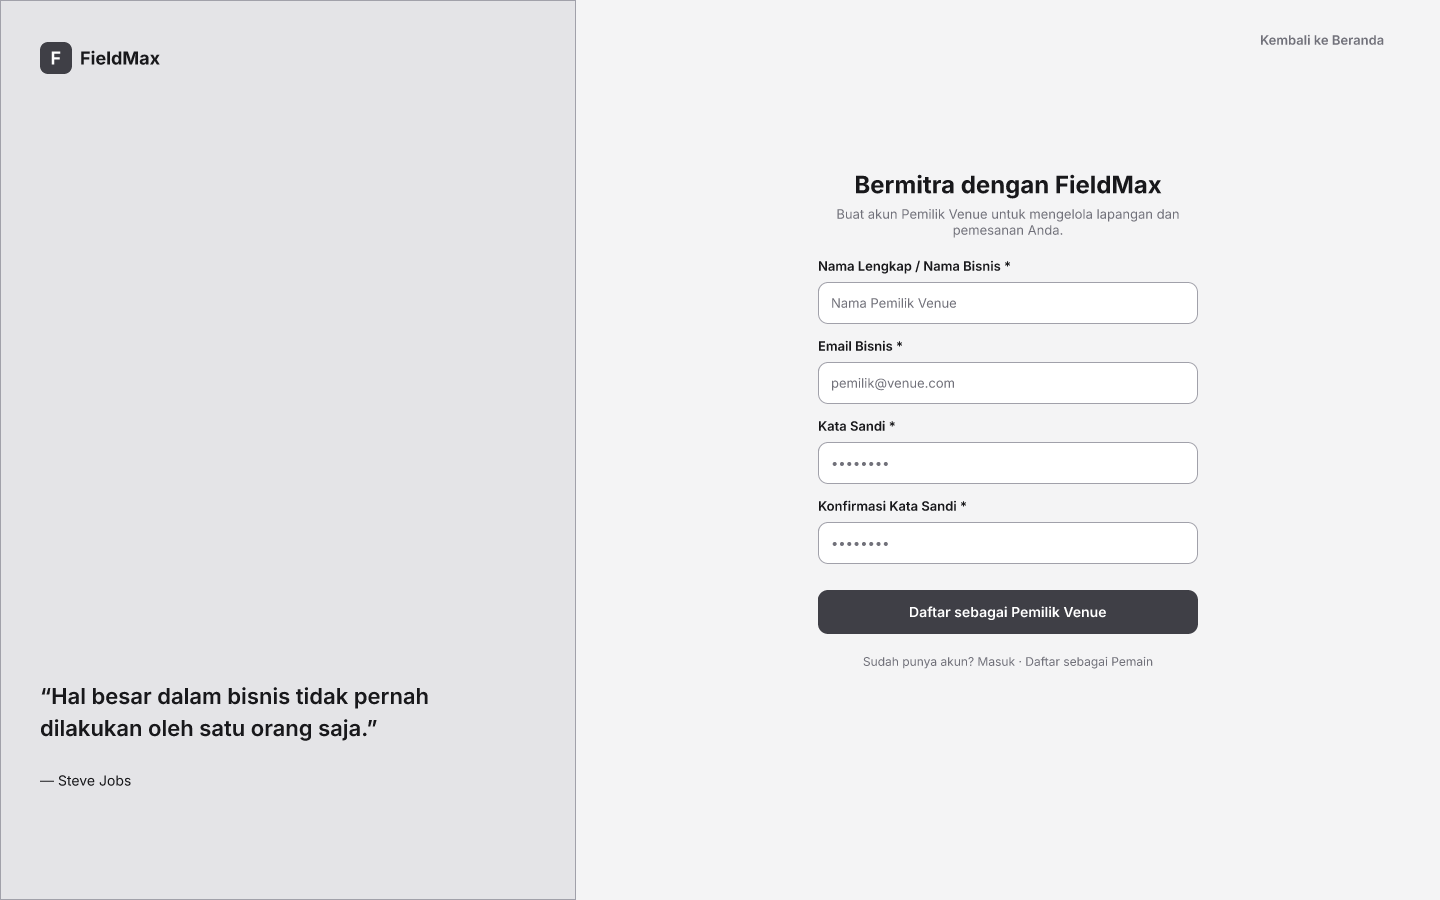 F FieldMax
“Hal besar dalam bisnis tidak pernah
dilakukan oleh satu orang saja.”
— Steve Jobs
Kembali ke Beranda
Bermitra dengan FieldMax
Buat akun Pemilik Venue untuk mengelola lapangan dan
pemesanan Anda.
Nama Lengkap / Nama Bisnis *
Nama Pemilik Venue
Email Bisnis *
pemilik@venue.com
Kata Sandi *
••••••••
Konfirmasi Kata Sandi *
••••••••
Daftar sebagai Pemilik Venue
Sudah punya akun? Masuk · Daftar sebagai Pemain